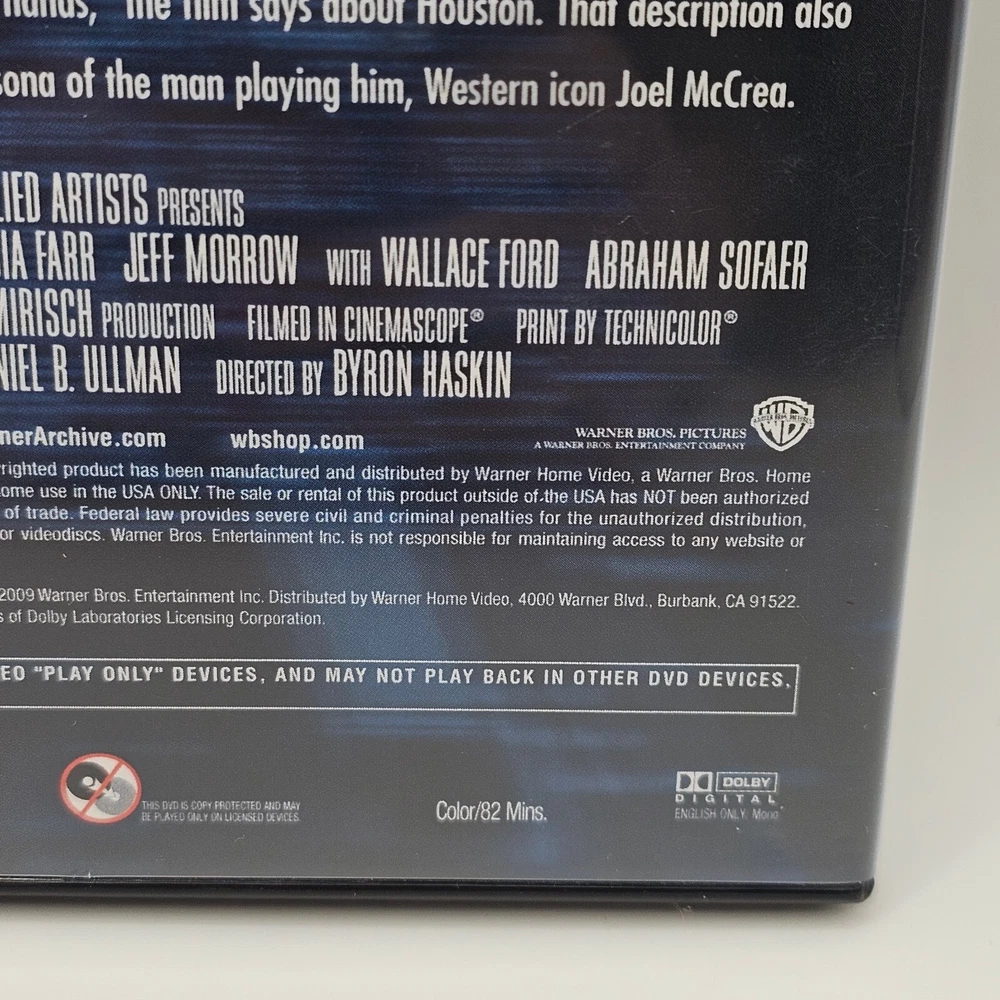 the film says about Houston. That description also
sona of the man playing him, Western icon Joel McCrea.
LIED ARTISTS PRESENTS
IA FARR JEFF MORROW WITH WALLACE FORD ABRAHAM SOFAER
MIRISCH PRODUCTION FILMED IN CINEMASCOPE® PRINT BY TECHNICOLOR®
NIEL B. ULLMAN DIRECTED BY BYRON HASKIN
nerArchive.com wbshop.com
WARNER BROS. PICTURES
A WARNER BROS. ENTERTAINMENT COMPANY
righted product has been manufactured and distributed by Warner Home Video, a Warner Bros. Home
ome use in the USA ONLY. The sale or rental of this product outside of the USA has NOT been authorized
of trade. Federal law provides severe civil and criminal penalties for the unauthorized distribution,
or videodiscs. Warner Bros. Entertainment Inc. is not responsible for maintaining access to any website or
2009 Warner Bros. Entertainment Inc. Distributed by Warner Home Video, 4000 Warner Blvd., Burbank, CA 91522.
s of Dolby Laboratories Licensing Corporation.
EO "PLAY ONLY" DEVICES, AND MAY NOT PLAY BACK IN OTHER DVD DEVICES.
THIS DVD IS COPY PROTECTED AND MAY
BE PLAYED ONLY ON LICENSED DEVICES.
Color/82 Mins.
DOLBY
DIGITAL
ENGLISH ONLY: Mono